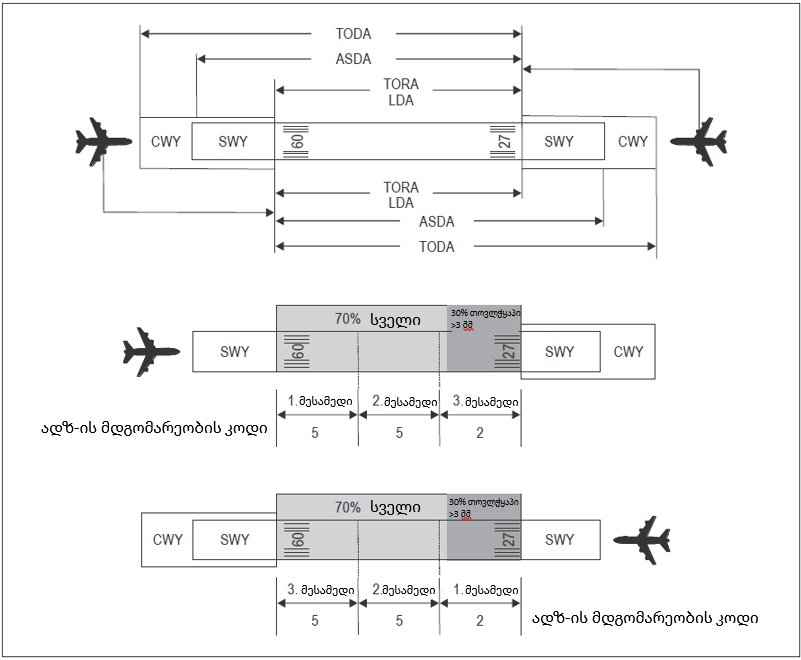 TODA
ASDA
TORA
LDA
CWY SWY 09 27 SWY CWY
TORA
LDA
ASDA
TODA
70% სველი 30% თოვლჭყაპი
>3 მმ
SWY 09 27 SWY CWY
1.მესამედი 2.მესამედი 3.მესამედი
ადზ-ის მდგომარეობის კოდი 5 5 2
70% სველი 30% თოვლჭყაპი
>3 მმ
CWY SWY 09 27 SWY
3. მესამედი 2.მესამედი 1.მესამედი
5 5 2 ადზ-ის მდგომარეობის კოდი